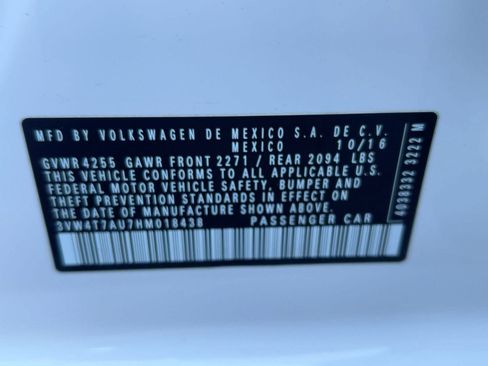 MFD BY VOLKSWAGEN DE MEXICO S.A. DE C.V.
MEXICO 10/16
GVWR 4255 GAWR FRONT 2271 / REAR 2094 LBS
THIS VEHICLE CONFORMS TO ALL APPLICABLE U.S.
FEDERAL MOTOR VEHICLE SAFETY, BUMPER AND
THEFT PREVENTION STANDARDS IN EFFECT ON
THE DATE OF MANUFACTURE SHOWN ABOVE.
3VW4T7AU7HM018438 PASSENGER CAR
4038332 3222 M